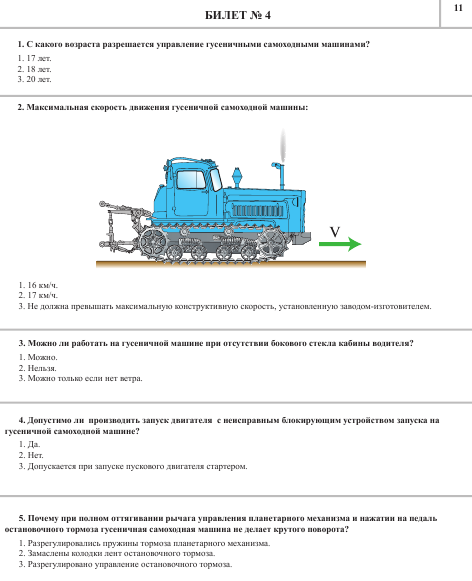 БИЛЕТ № 4
11
1. С какого возраста разрешается управление гусеничными самоходными машинами?
1. 17 лет.
2. 18 лет.
3. 20 лет.
2. Максимальная скорость движения гусеничной самоходной машины:
V
1. 16 км/ч.
2. 17 км/ч.
3. Не должна превышать максимальную конструктивную скорость, установленную заводом-изготовителем.
3. Можно ли работать на гусеничной машине при отсутствии бокового стекла кабины водителя?
1. Можно.
2. Нельзя.
3. Можно только если нет ветра.
4. Допустимо ли производить запуск двигателя с неисправным блокирующим устройством запуска на
гусеничной самоходной машине?
1. Да.
2. Нет.
3. Допускается при запуске пускового двигателя стартером.
5. Почему при полном оттягивании рычага управления планетарного механизма и нажатии на педаль
остановочного тормоза гусеничная самоходная машина не делает крутого поворота?
1. Разрегулировались пружины тормоза планетарного механизма.
2. Замаслены колодки лент остановочного тормоза.
3. Разрегулировано управление остановочного тормоза.